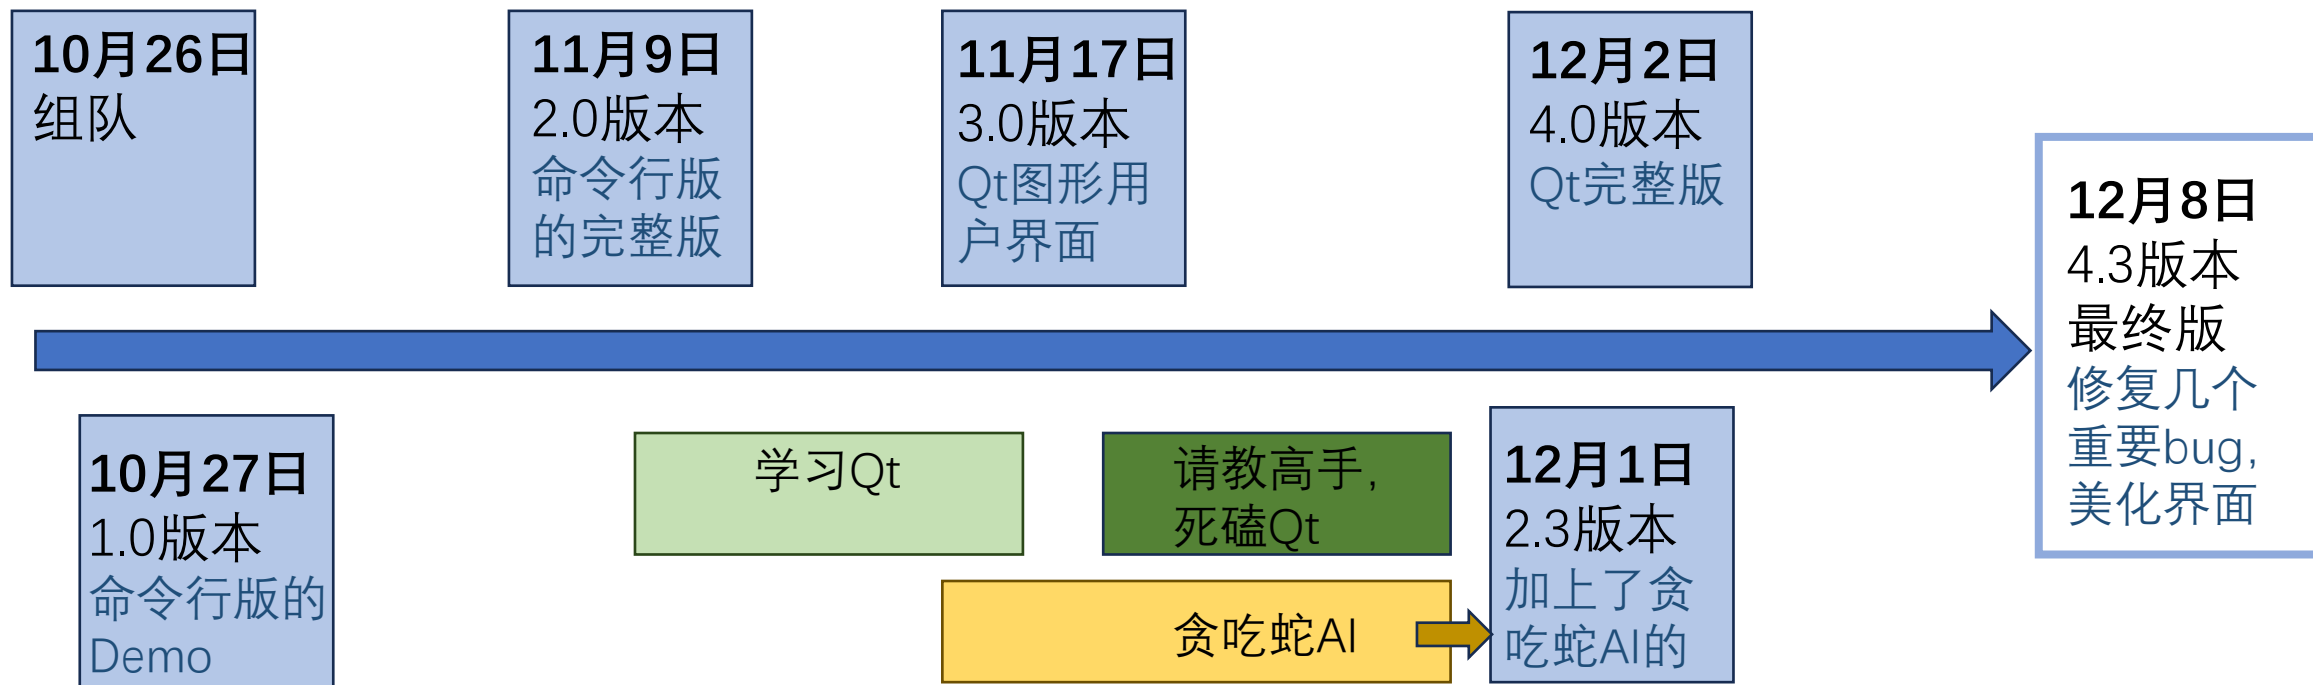 10月26日
组队
11月9日
2.0版本
命令行版
的完整版
11月17日
3.0版本
Qt图形用
户界面
12月2日
4.0版本
Qt完整版
12月8日
4.3版本
最终版
修复几个
重要bug,
美化界面
10月27日
1.0版本
命令行版的
Demo
学习Qt
请教高手,
死磕Qt
贪吃蛇AI
12月1日
2.3版本
加上了贪
吃蛇AI的